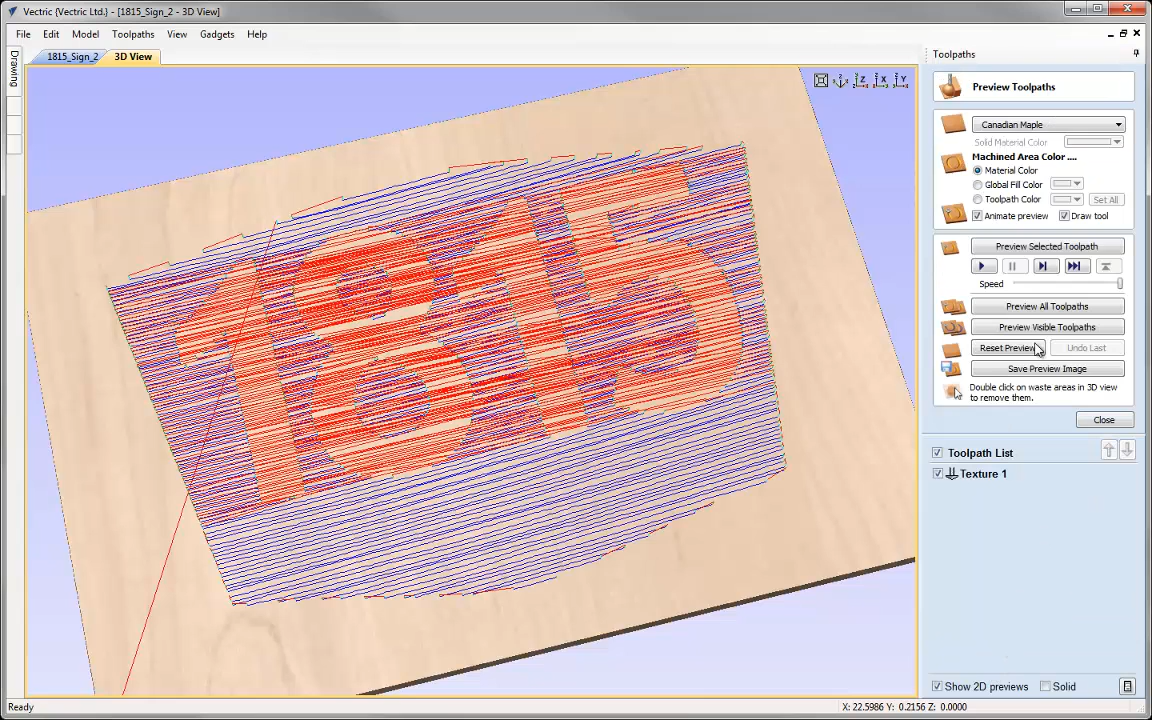 Vectric {Vectric Ltd.} - [1815_Sign_2 - 3D View]
File Edit Model Toolpaths View Gadgets Help
Drawing
1815_Sign_2 3D View
1815
Z X Y
Toolpaths
Preview Toolpaths
Canadian Maple
Solid Material Color
Machined Area Color ....
Material Color
Global Fill Color
Toolpath Color Set All
Animate preview Draw tool
Preview Selected Toolpath
Speed
Preview All Toolpaths
Preview Visible Toolpaths
Reset Preview Undo Last
Save Preview Image
Double click on waste areas in 3D view
to remove them.
Close
Toolpath List
Texture 1
Show 2D previews Solid
Ready X: 22.5986 Y: 0.2156 Z: 0.0000